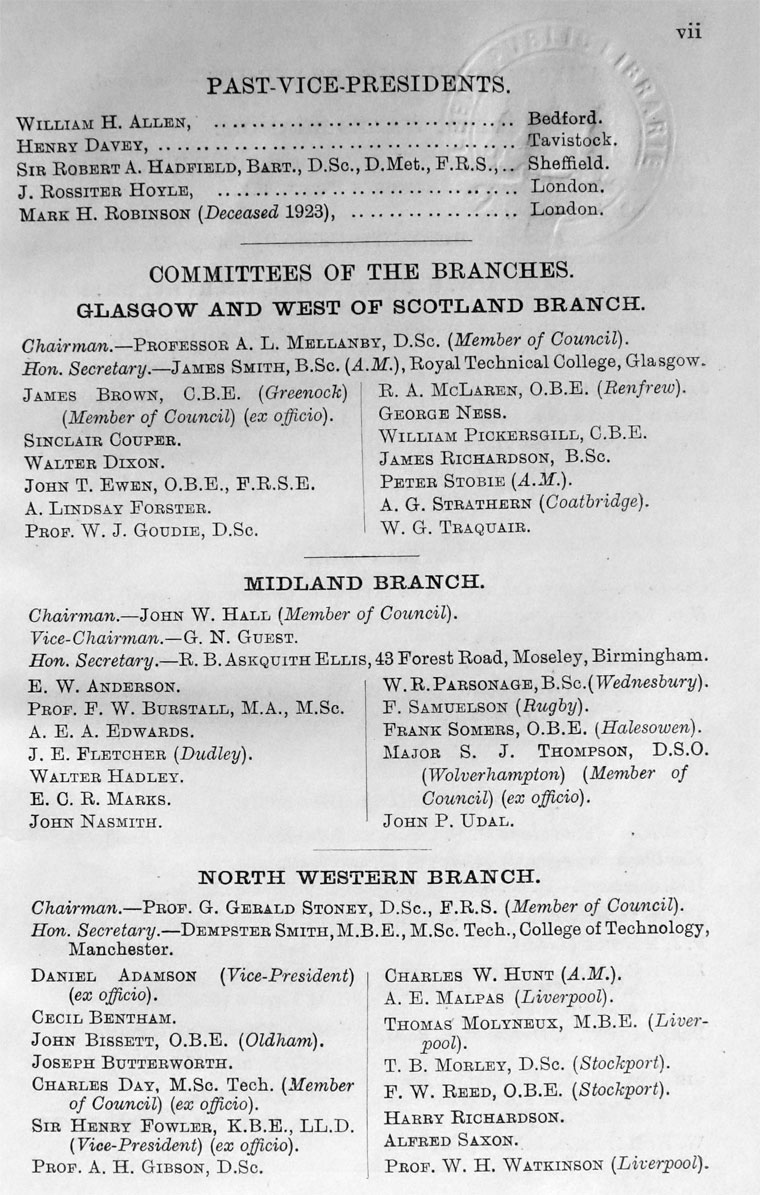 vii
PAST-VICE-PRESIDENTS.
William H. Allen, .................................. Bedford.
Henry Davey, ........................................ Tavistock.
Sir Robert A. Hadfield, Bart., D.Sc., D.Met., F.R.S., .. Sheffield.
J. Rossiter Hoyle, .................................. London.
Mark H. Robinson (Deceased 1923), ................... London.
COMMITTEES OF THE BRANCHES.
GLASGOW AND WEST OF SCOTLAND BRANCH.
Chairman.—Professor A. L. Mellanby, D.Sc. (Member of Council).
Hon. Secretary.—James Smith, B.Sc. (A.M.), Royal Technical College, Glasgow.
James Brown, C.B.E. (Greenock)
(Member of Council) (ex officio).
Sinclair Couper.
Walter Dixon.
John T. Ewen, O.B.E., F.R.S.E.
A. Lindsay Forster.
Prof. W. J. Goudie, D.Sc.
R. A. McLaren, O.B.E. (Renfrew).
George Ness.
William Pickersgill, C.B.E.
James Richardson, B.Sc.
Peter Stobie (A.M.).
A. G. Strathern (Coatbridge).
W. G. Traquair.
MIDLAND BRANCH.
Chairman.—John W. Hall (Member of Council).
Vice-Chairman.—G. N. Guest.
Hon. Secretary.—R. B. Askquith Ellis, 43 Forest Road, Moseley, Birmingham.
E. W. Anderson.
Prof. F. W. Burstall, M.A., M.Sc.
A. E. A. Edwards.
J. E. Fletcher (Dudley).
Walter Hadley.
E. C. R. Marks.
John Nasmith.
W. R. Parsonage, B.Sc. (Wednesbury).
F. Samuelson (Rugby).
Frank Somers, O.B.E. (Halesowen).
Major S. J. Thompson, D.S.O.
(Wolverhampton) (Member of
Council) (ex officio).
John P. Udal.
NORTH WESTERN BRANCH.
Chairman.—Prof. G. Gerald Stoney, D.Sc., F.R.S. (Member of Council).
Hon. Secretary.—Dempster Smith, M.B.E., M.Sc. Tech., College of Technology,
Manchester.
Daniel Adamson (Vice-President)
(ex officio).
Cecil Bentham.
John Bissett, O.B.E. (Oldham).
Joseph Butterworth.
Charles Day, M.Sc. Tech. (Member
of Council) (ex officio).
Sir Henry Fowler, K.B.E., LL.D.
(Vice-President) (ex officio).
Prof. A. H. Gibson, D.Sc.
Charles W. Hunt (A.M.).
A. E. Malpas (Liverpool).
Thomas Molyneux, M.B.E. (Liver-
pool).
T. B. Morley, D.Sc. (Stockport).
F. W. Reed, O.B.E. (Stockport).
Harry Richardson.
Alfred Saxon.
Prof. W. H. Watkinson (Liverpool).